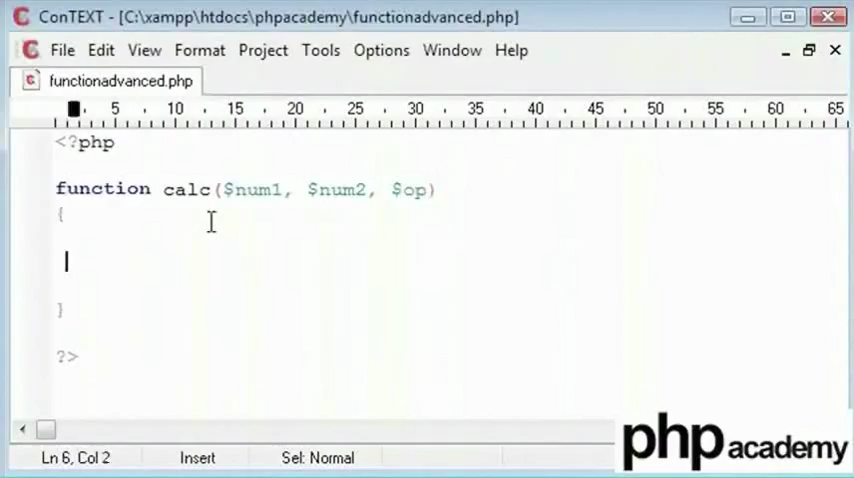 ConTEXT - [C:\xampp\htdocs\phpacademy\functionadvanced.php]
File Edit View Format Project Tools Options Window Help
functionadvanced.php
5 10 15 20 25 30 35 40 45 50 55 60 65
<?php
function calc($num1, $num2, $op)
{
}
?>
php academy
Ln 6, Col 2 Insert Sel: Normal